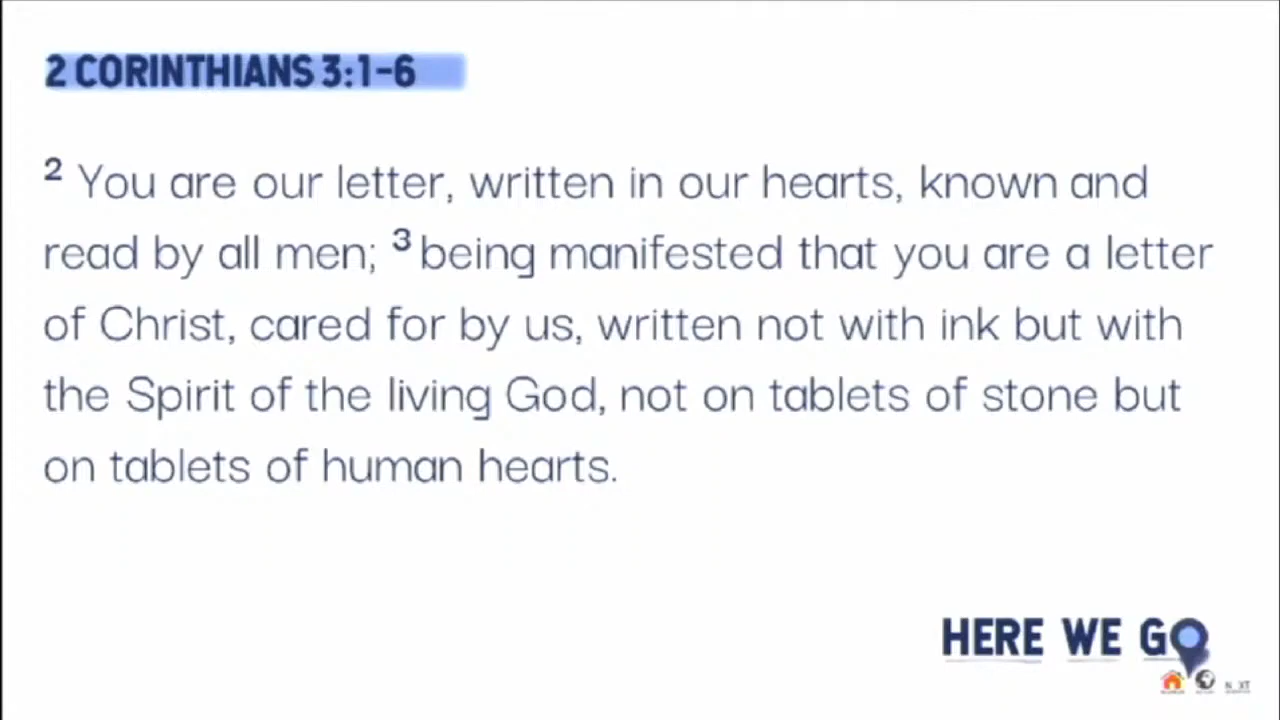 2 CORINTHIANS 3:1-6
2 You are our letter, written in our hearts, known and
read by all men; 3 being manifested that you are a letter
of Christ, cared for by us, written not with ink but with
the Spirit of the living God, not on tablets of stone but
on tablets of human hearts.
HERE WE GO